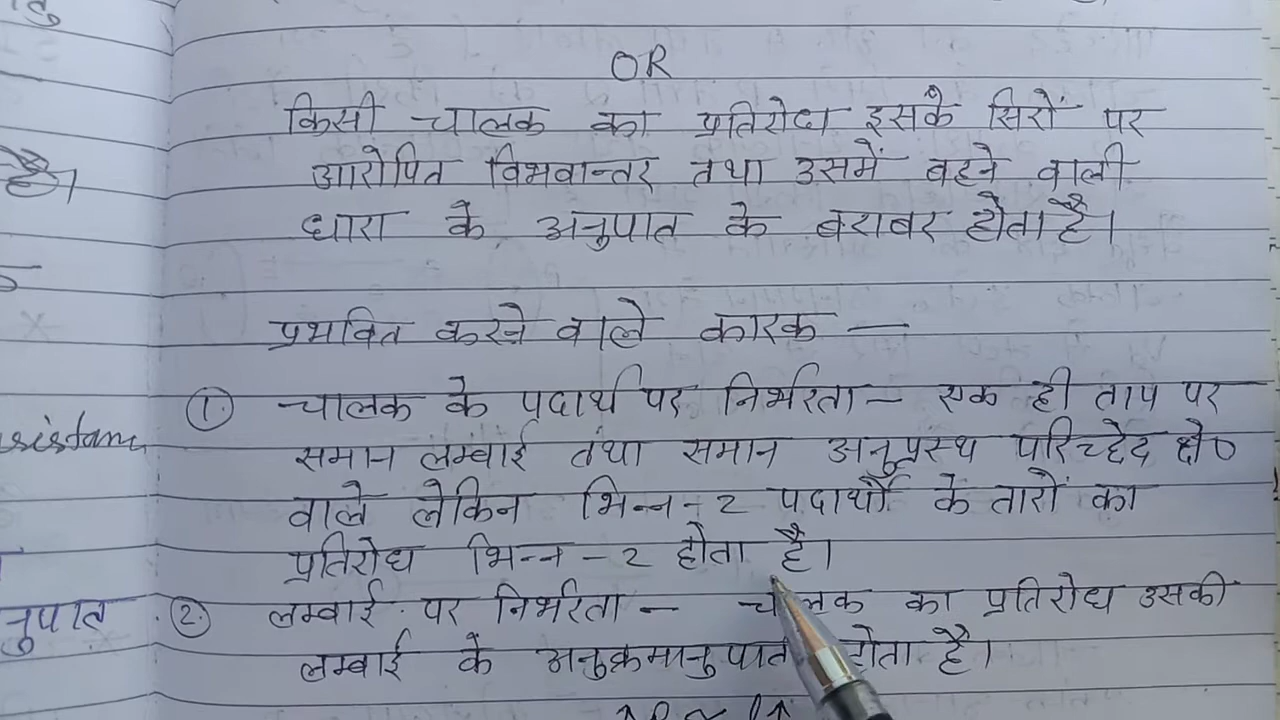 OR
किसी चालक का प्रतिरोध इसके सिरों पर
आरोपित विभवान्तर तथा उसमें बहने वाली
धारा के अनुपात के बराबर होता है।
है।
प्रभावित करने वाले कारक —
① चालक के पदार्थ पर निर्भरता — एक ही ताप पर
समान लम्बाई तथा समान अनुप्रस्थ परिच्छेद क्षे०
वाले लेकिन भिन्न-2 पदार्थों के तारों का
प्रतिरोध भिन्न-2 होता है।
② लम्बाई पर निर्भरता — चालक का प्रतिरोध उसकी
लम्बाई के अनुक्रमानुपाती होता है।